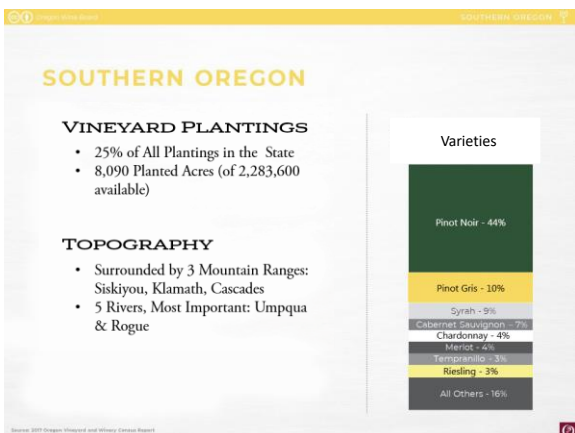 Oregon Wine Board
SOUTHERN OREGON
SOUTHERN OREGON
VINEYARD PLANTINGS
• 25% of All Plantings in the State
• 8,090 Planted Acres (of 2,283,600
available)
TOPOGRAPHY
• Surrounded by 3 Mountain Ranges:
Siskiyou, Klamath, Cascades
• 5 Rivers, Most Important: Umpqua
& Rogue
Varieties
Pinot Noir - 44%
Pinot Gris - 10%
Syrah - 9%
Cabernet Sauvignon - 7%
Chardonnay - 4%
Merlot - 4%
Tempranillo - 3%
Riesling - 3%
All Others - 16%
Source: 2017 Oregon Vineyard and Winery Census Report